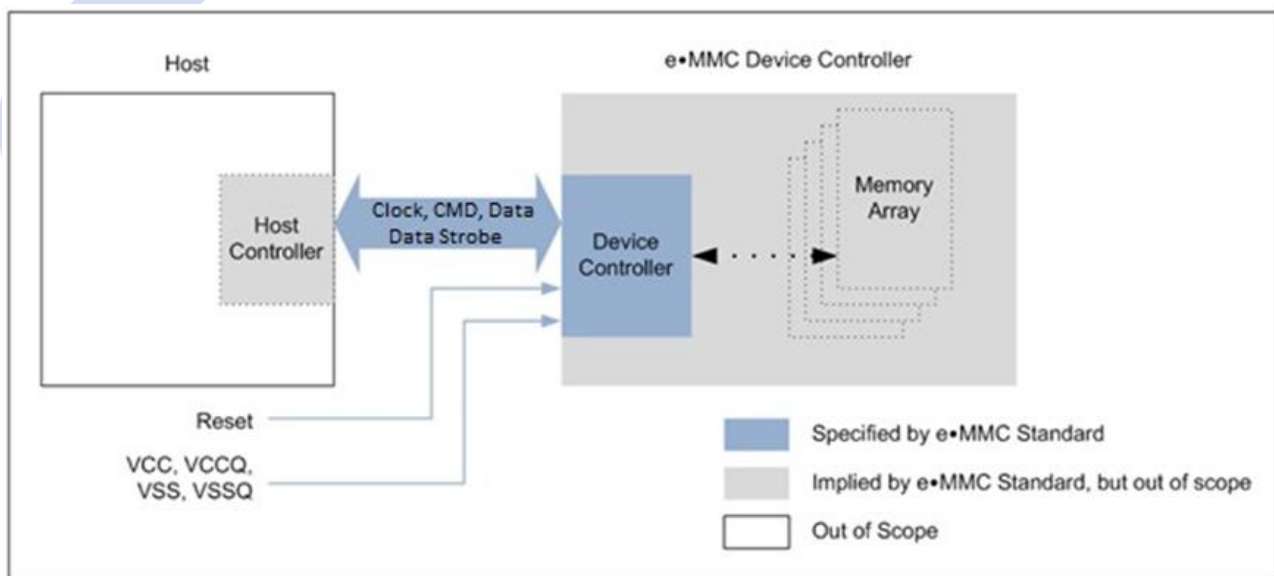 Host
e•MMC Device Controller
Memory
Array
Host
Controller
Clock, CMD, Data
Data Strobe
Device
Controller
Reset
VCC, VCCQ,
VSS, VSSQ
Specified by e•MMC Standard
Implied by e•MMC Standard, but out of scope
Out of Scope